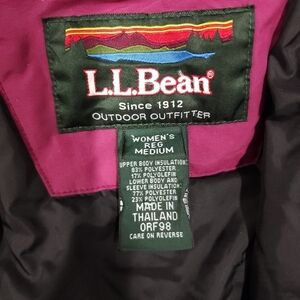 L.L.Bean®
Since 1912
OUTDOOR OUTFITTER
WOMEN'S
REG
MEDIUM
UPPER BODY INSULATION:
83% POLYESTER
17% POLYOLEFIN
LOWER BODY AND
SLEEVE INSULATION:
77% POLYESTER
23% POLYOLEFIN
MADE IN
THAILAND
ORF98
CARE ON REVERSE